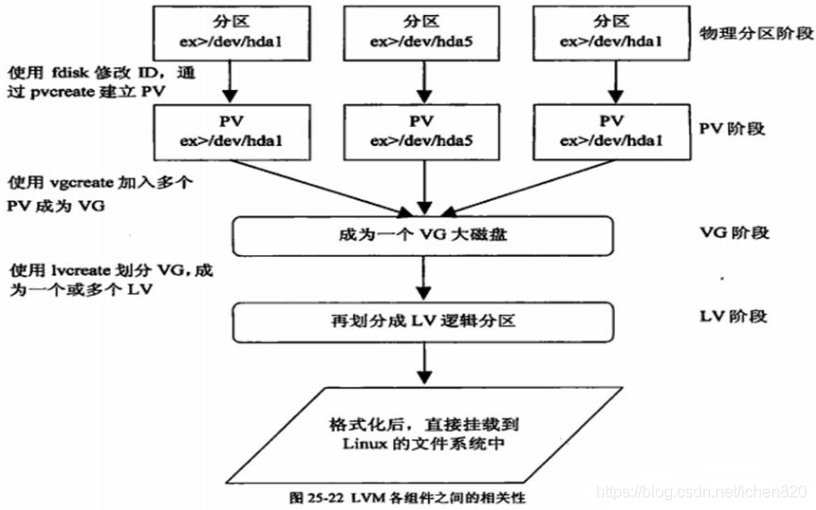 分区
ex>/dev/hda1
分区
ex>/dev/hda5
分区
ex>/dev/hda1
物理分区阶段
使用 fdisk 修改 ID，通
过 pvcreate 建立 PV
PV
ex>/dev/hda1
PV
ex>/dev/hda5
PV
ex>/dev/hda1
PV 阶段
使用 vgcreate 加入多个
PV 成为 VG
成为一个 VG 大磁盘
VG 阶段
使用 lvcreate 划分 VG，成
为一个或多个 LV
再划分成 LV 逻辑分区
LV 阶段
格式化后，直接挂载到
Linux 的文件系统中
图 25-22 LVM 各组件之间的相关性
https://blog.csdn.net/ichen820